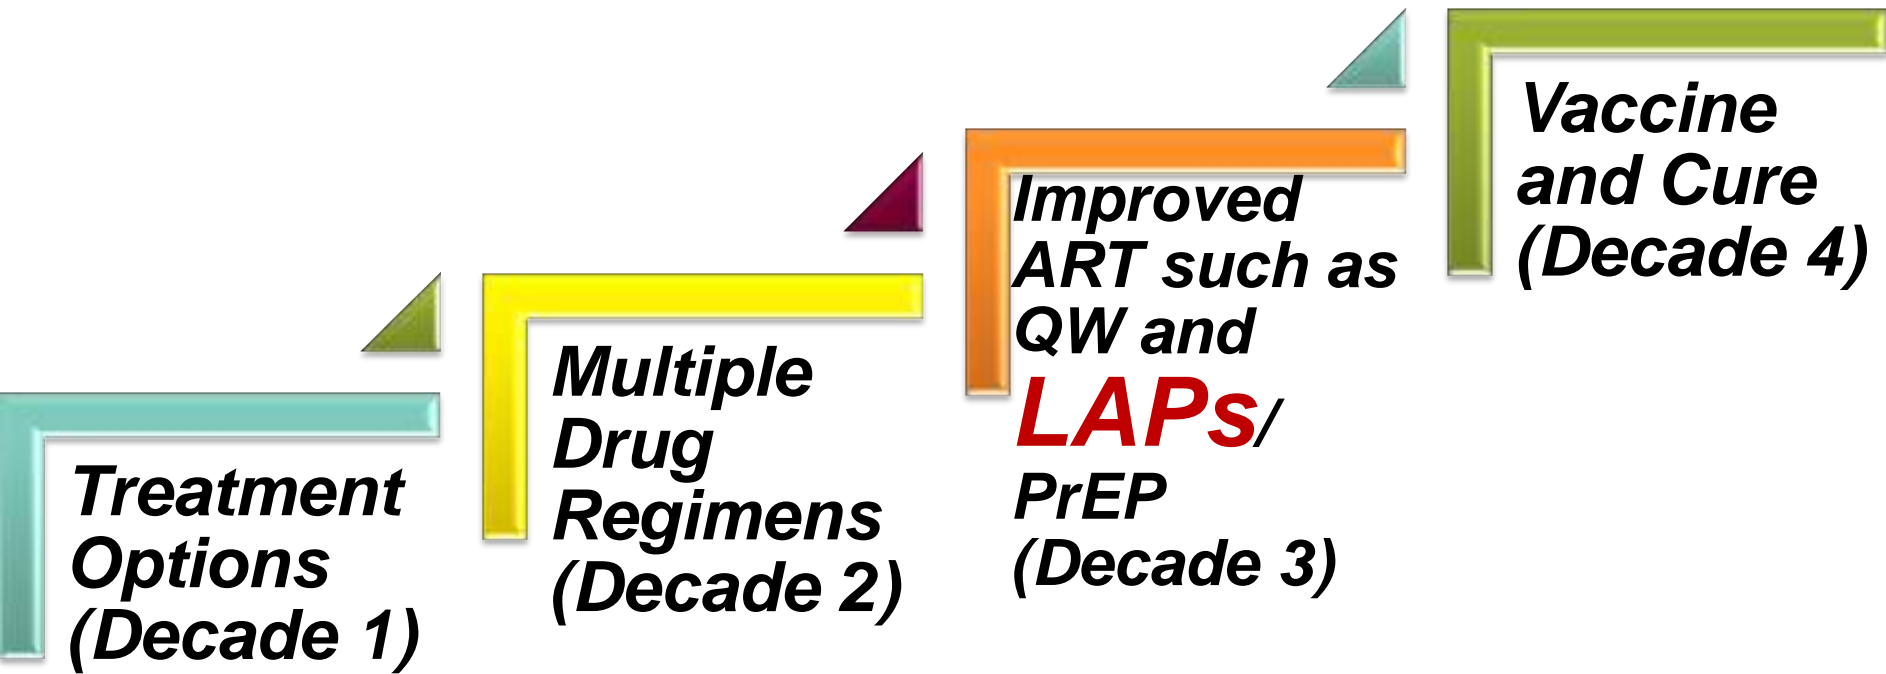 Treatment
Options
(Decade 1)
Multiple
Drug
Regimens
(Decade 2)
Improved
ART such as
QW and
LAPs/
PrEP
(Decade 3)
Vaccine
and Cure
(Decade 4)